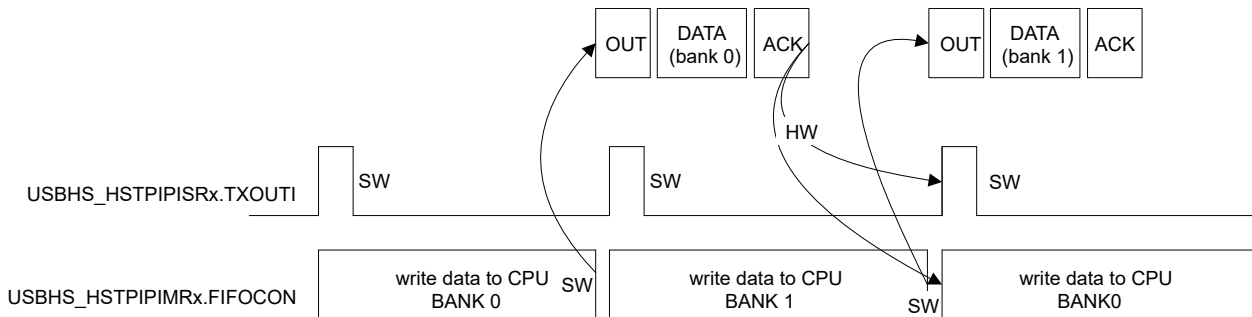 OUT
DATA
(bank 0)
ACK
OUT
DATA
(bank 1)
ACK
HW
USBHS_HSTPIPISRx.TXOUTI
SW
SW
SW
USBHS_HSTPIPIMRx.FIFOCON
write data to CPU
BANK 0
SW
write data to CPU
BANK 1
SW
write data to CPU
BANK0